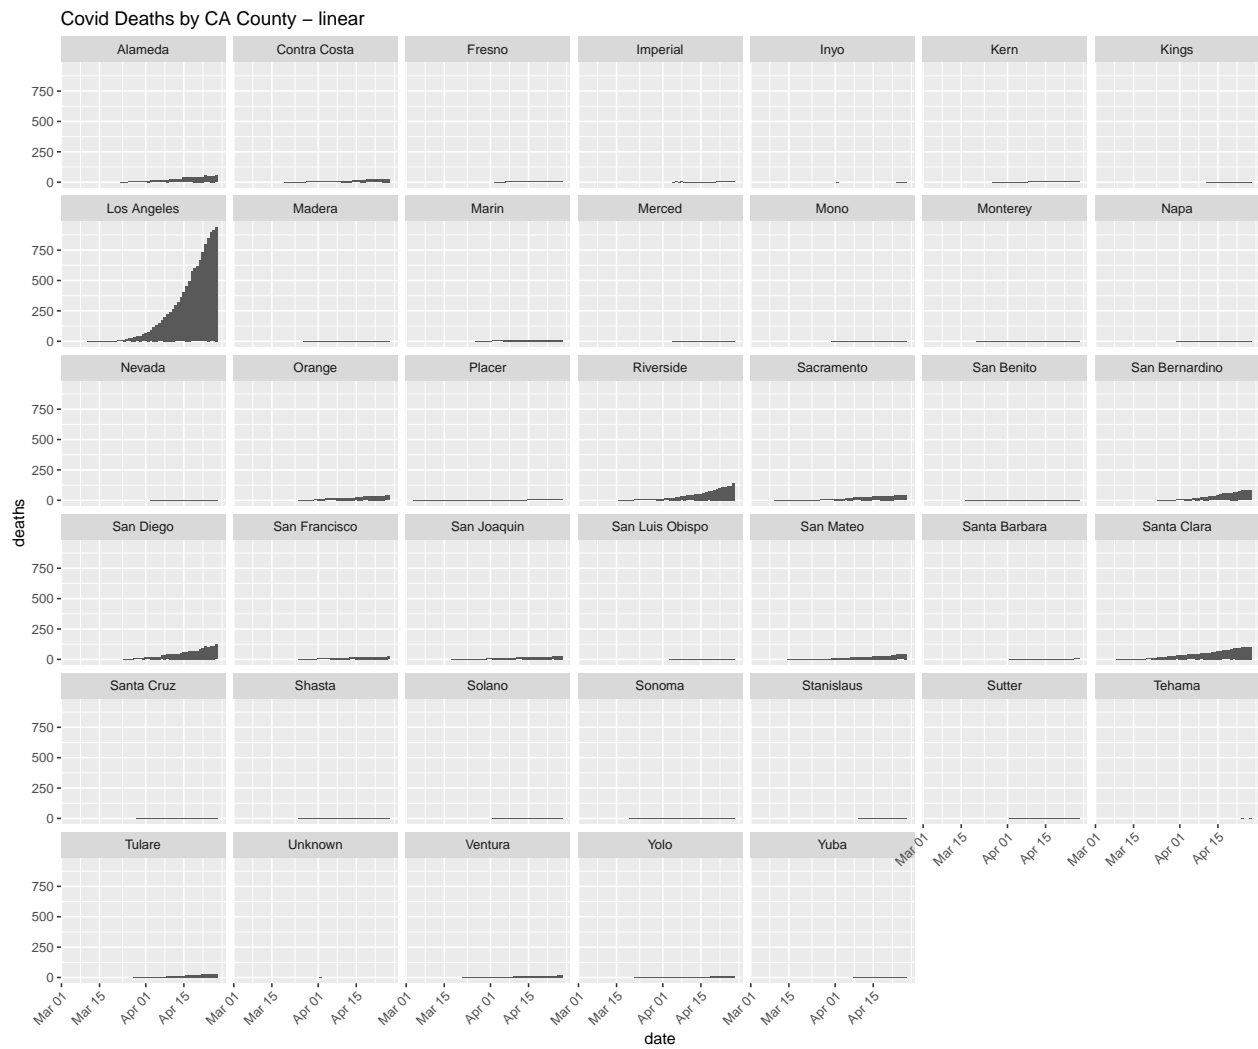 Covid Deaths by CA County – linear
Alameda Contra Costa Fresno Imperial Inyo Kern Kings
750
500
250
0
Los Angeles Madera Marin Merced Mono Monterey Napa
750
500
250
0
Nevada Orange Placer Riverside Sacramento San Benito San Bernardino
750
500
250
0
deaths
San Diego San Francisco San Joaquin San Luis Obispo San Mateo Santa Barbara Santa Clara
750
500
250
0
Santa Cruz Shasta Solano Sonoma Stanislaus Sutter Tehama
750
500
250
0
Mar 01 Mar 15 Apr 01 Apr 15 Mar 01 Mar 15 Apr 01 Apr 15
Tulare Unknown Ventura Yolo Yuba
750
500
250
0
Mar 01 Mar 15 Apr 01 Apr 15 Mar 01 Mar 15 Apr 01 Apr 15 Mar 01 Mar 15 Apr 01 Apr 15 Mar 01 Mar 15 Apr 01 Apr 15 Mar 01 Mar 15 Apr 01 Apr 15
date